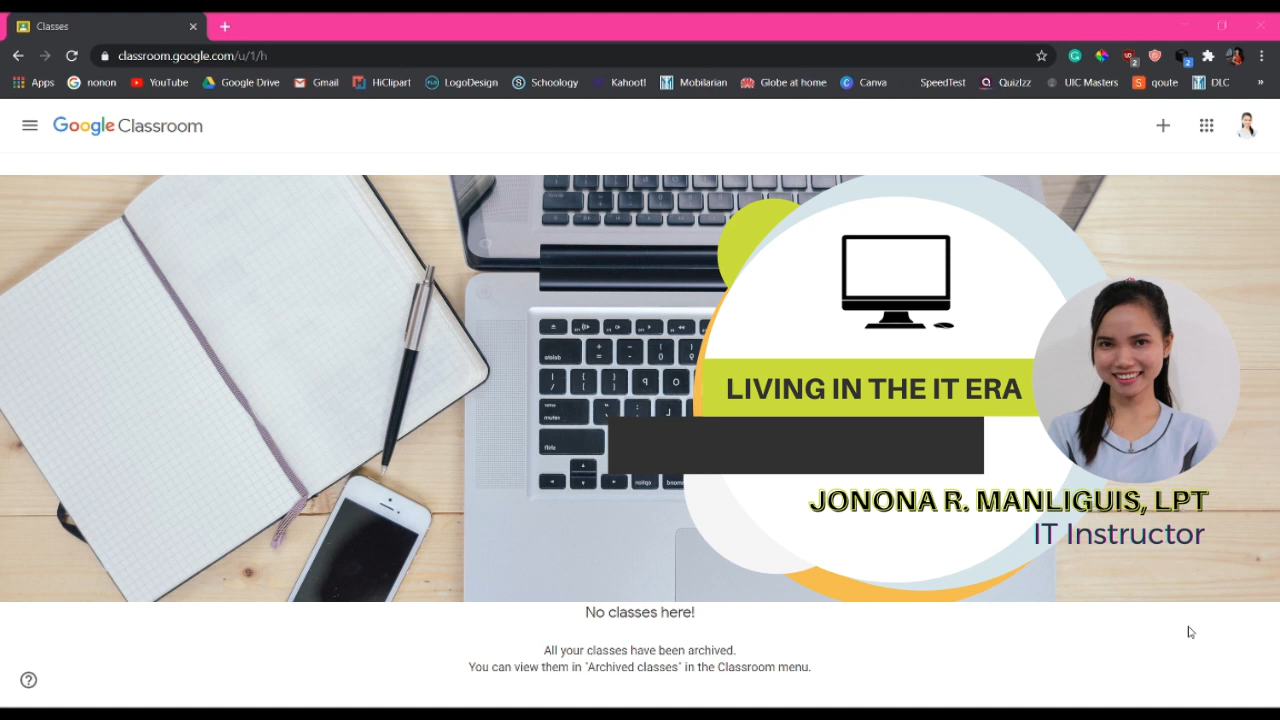 Classes
classroom.google.com/u/1/h
Apps
nonon
YouTube
Google Drive
Gmail
HiClipart
LogoDesign
Schoology
Kahoot!
Mobilarian
Globe at home
Canva
SpeedTest
Quizizz
UIC Masters
qoute
DLC
»
Google Classroom
LIVING IN THE IT ERA
JONONA R. MANLIGUIS, LPT
IT Instructor
No classes here!
All your classes have been archived.
You can view them in "Archived classes" in the Classroom menu.